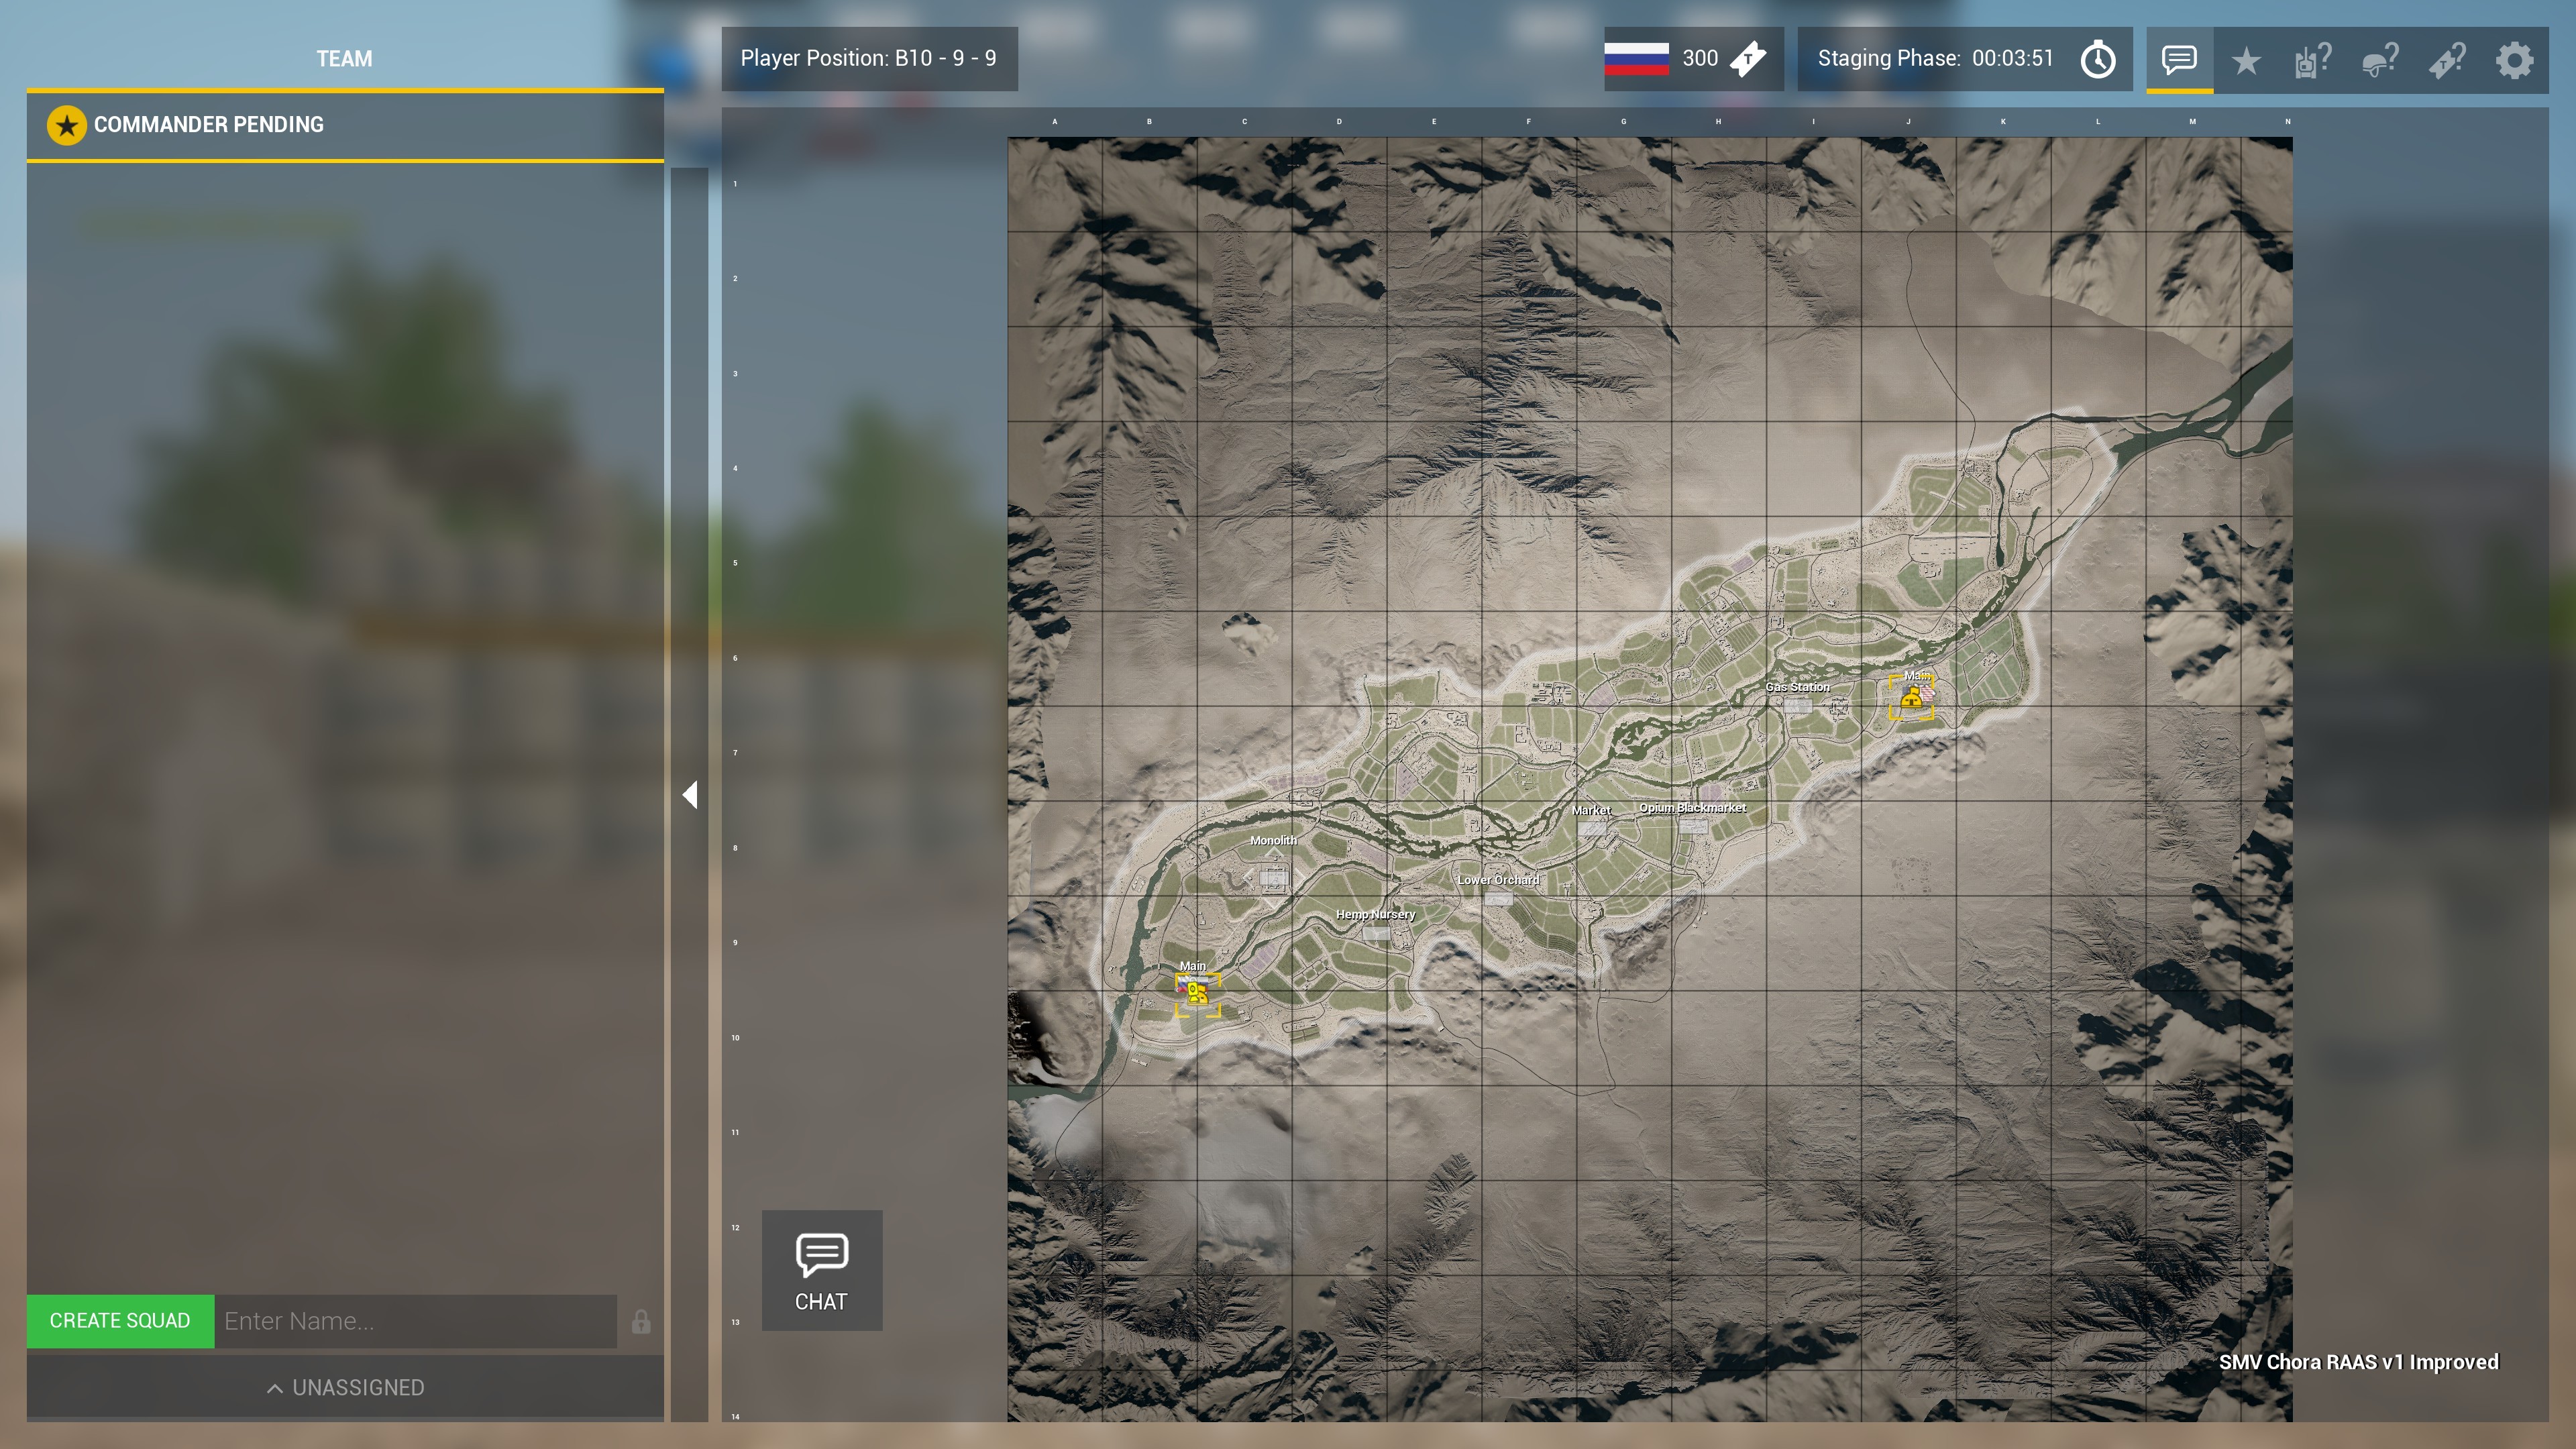 TEAM
Player Position: B10 - 9 - 9
300
T
Staging Phase: 00:03:51
?
?
T?
COMMANDER PENDING
A B C D E F G H I J K L M N
1
2
3
4
5
6
Main
Gas Station
7
Market
Opium Blackmarket
Monolith
8
Lower Orchard
Hemp Nursery
9
Main
10
11
12
CHAT
13
CREATE SQUAD
Enter Name...
SMV Chora RAAS v1 Improved
UNASSIGNED
14